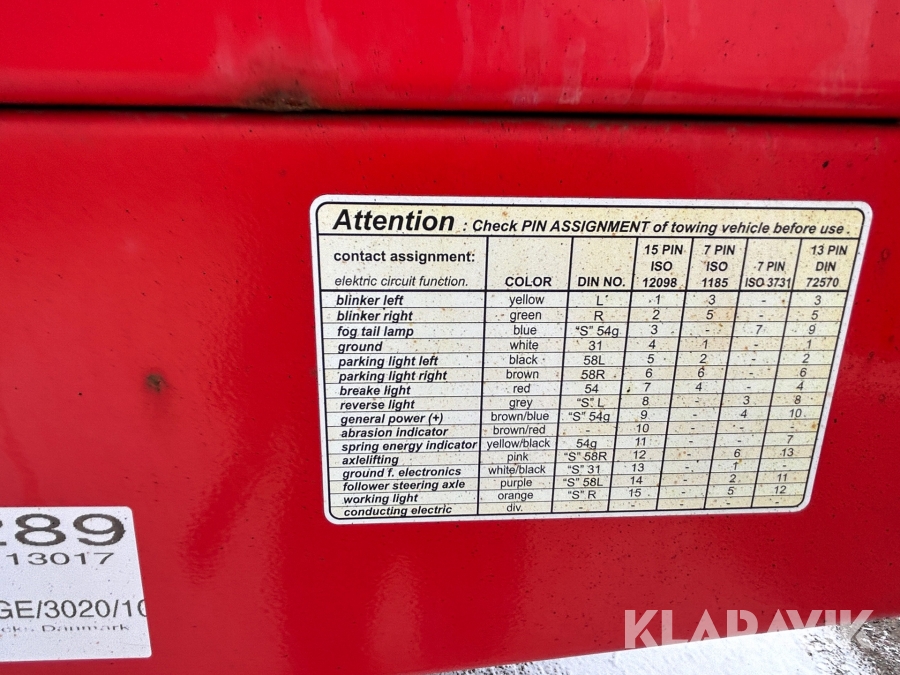 Attention : Check PIN ASSIGNMENT of towing vehicle before use .
contact assignment: 15 PIN 7 PIN 7 PIN 13 PIN
elektric circuit function. COLOR DIN NO. ISO 12098 ISO 1185 ISO 3731 DIN 72570
blinker left yellow L 1 3 - 3
blinker right green R 2 5 - 5
fog tail lamp blue "S" 54g 3 - 7 9
ground white 31 4 1 - 1
parking light left black 58L 5 2 - 2
parking light right brown 58R 6 6 - 6
breake light red 54 7 4 - 4
reverse light grey "S" L 8 - 3 8
general power (+) brown/blue "S" 54g 9 - 4 10
abrasion indicator brown/red - 10 - - -
spring energy indicator yellow/black 54g 11 - - 7
axlelifting pink "S" 58R 12 - 6 13
ground f. electronics white/black "S" 31 13 - 1 -
follower steering axle purple "S" 58L 14 - 2 11
working light orange "S" R 15 - 5 12
conducting electric div. - - - - -
289
13017
GE/3020/10
Danmark
KLARAVIK